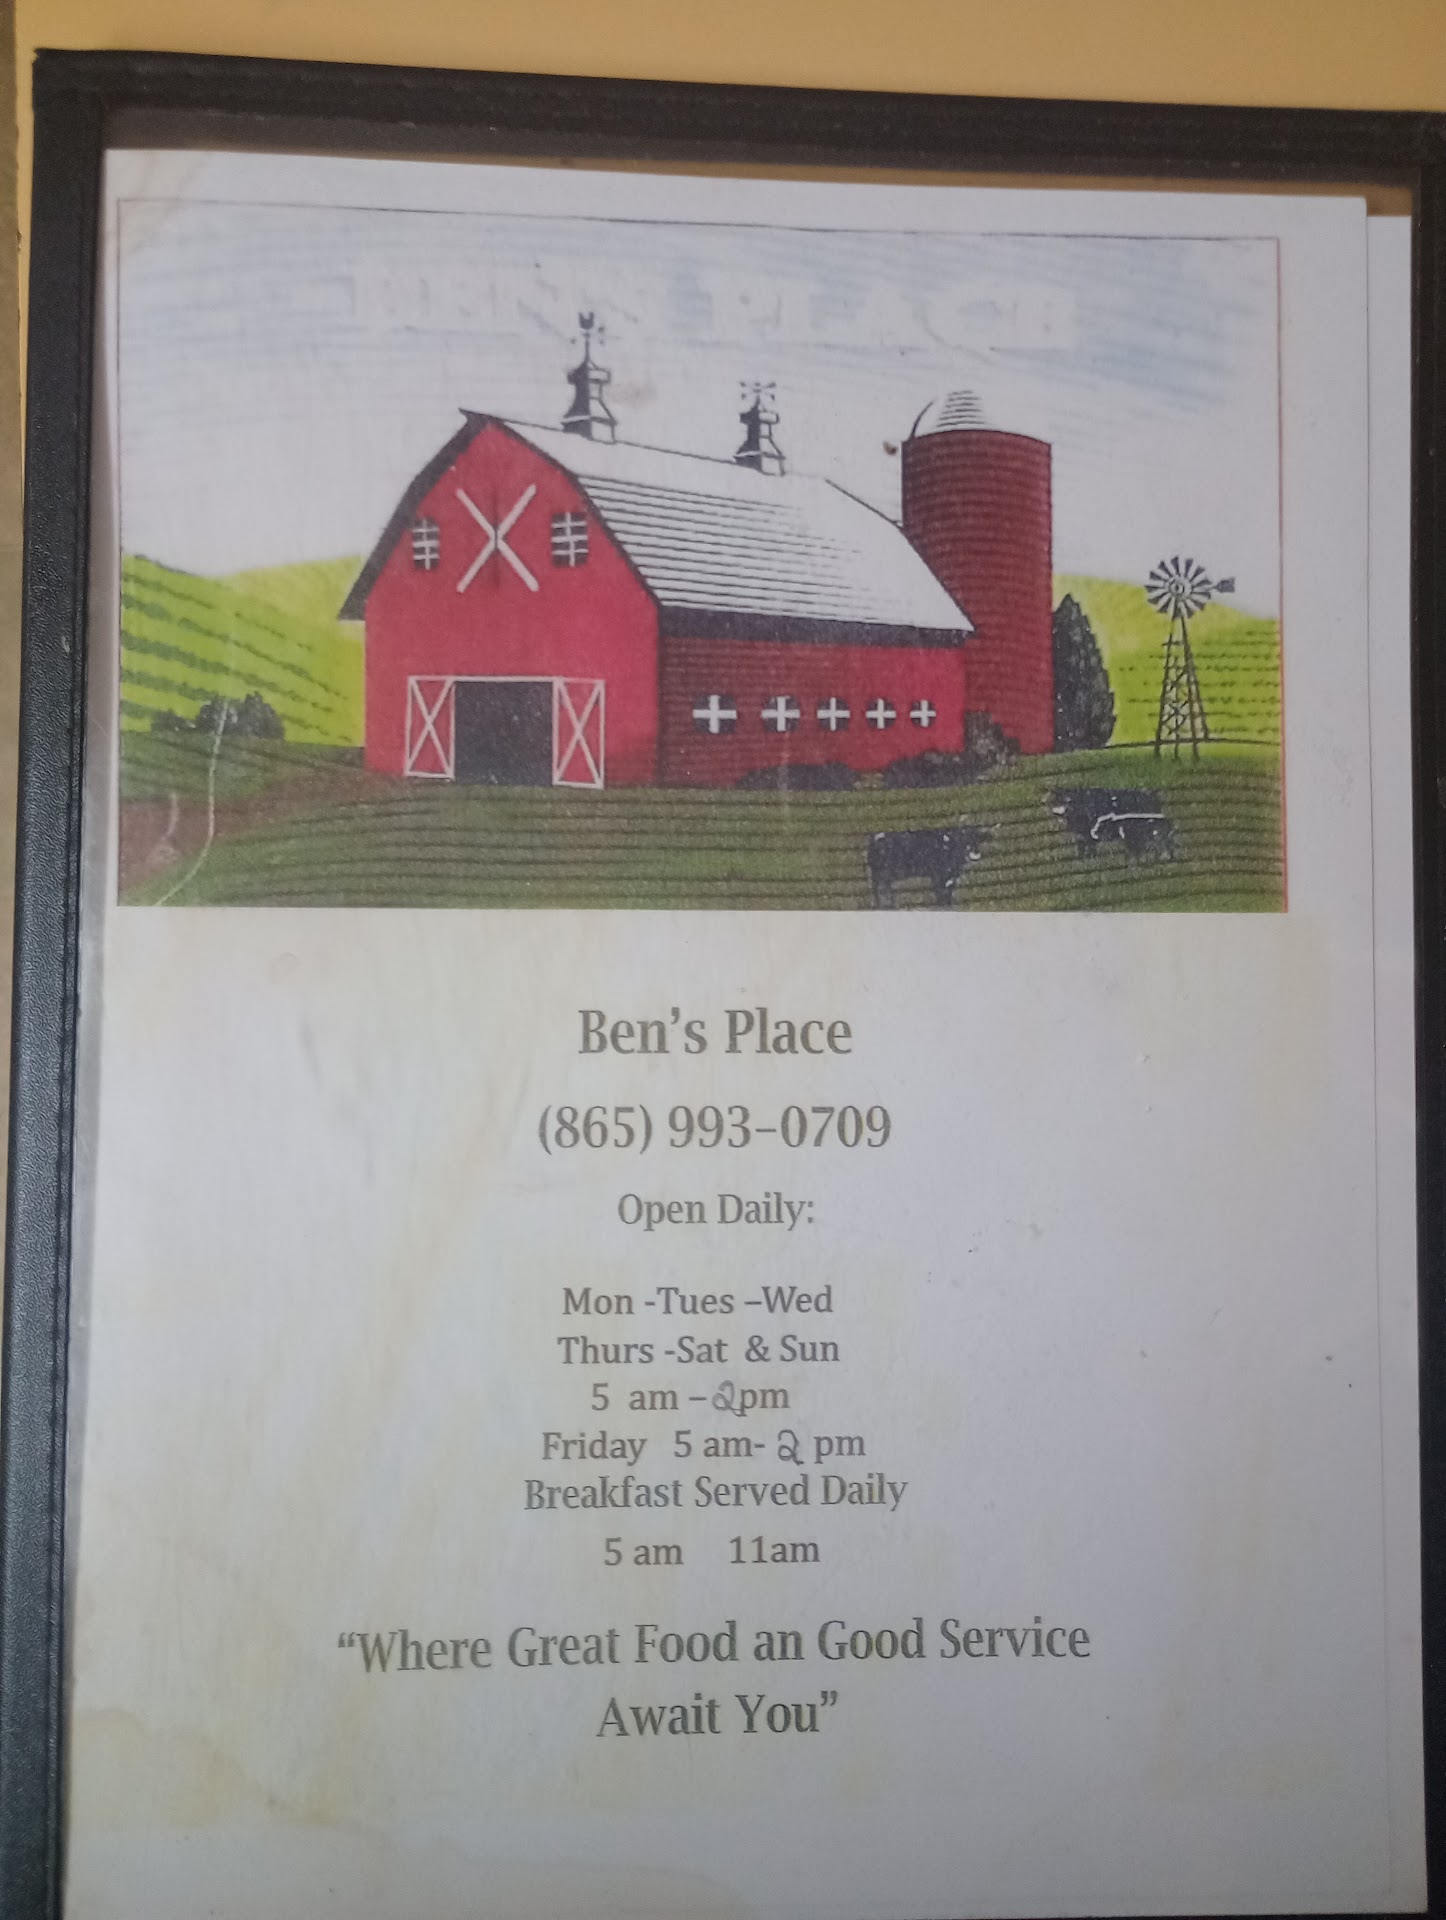 Ben's Place
(865) 993-0709
Open Daily:
Mon -Tues –Wed
Thurs -Sat & Sun
5 am – 2pm
Friday 5 am- 2 pm
Breakfast Served Daily
5 am 11am
“Where Great Food an Good Service
Await You”